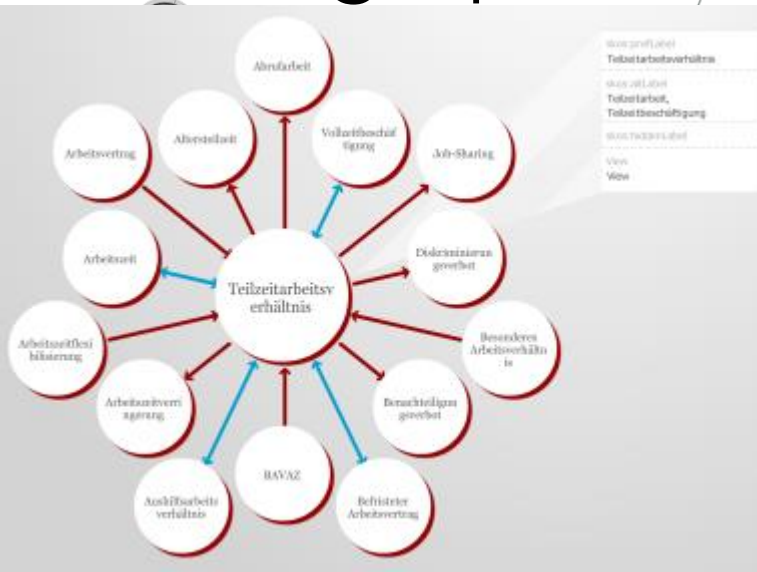 skos:prefLabel
Teilzeitarbeitsverhältnis
skos:altLabel
Teilzeitarbeit,
Teilzeitbeschäftigung
skos:hiddenLabel
View
View
Abrufarbeit
Altersteilzeit
Vollzeitbeschäf
tigung
Arbeitsvertrag
Job-Sharing
Arbeitszeit
Diskriminierun
gsverbot
Teilzeitarbeitsv
erhältnis
Arbeitszeitflexi
bilisierung
Besonderes
Arbeitsverhältn
is
Arbeitszeitverri
ngerung
Benachteiligun
gsverbot
BAVAZ
Aushilfsarbeits
verhältnis
Befristeter
Arbeitsvertrag